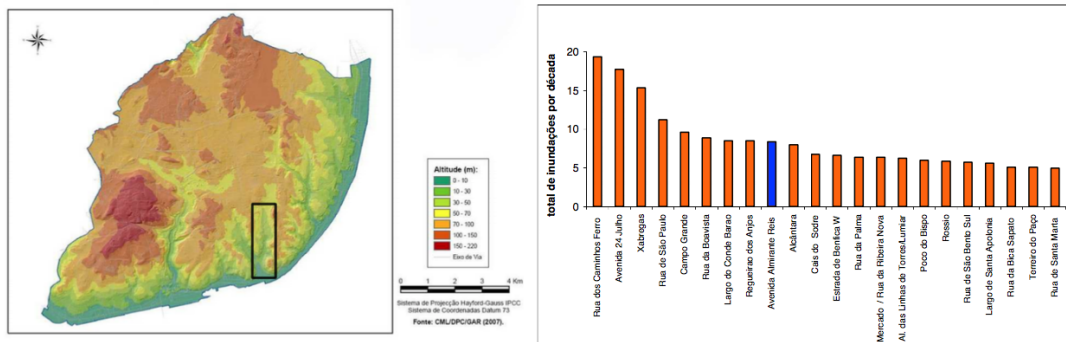 Altitude (m):
0 - 10
10 - 30
30 - 50
50 - 70
70 - 100
100 - 150
150 - 220
Eixo de Via
0 1 2 3 4 Km
Sistema de Projecção Hayford-Gauss IPCC
Sistema de Coordenadas Datum 73
Fonte: CML/DPC/GAR (2007).
total de inundações por década
20
15
10
5
0
Rua dos Caminhos Ferro
Avenida 24 Julho
Xabregas
Rua de São Paulo
Campo Grande
Rua da Boavista
Largo do Conde Barao
Regueirao dos Anjos
Avenida Almirante Reis
Alcântara
Cais do Sodre
Estrada de Benfica W
Rua da Palma
Mercado / Rua da Ribeira Nova
Al. das Linhas de Torres/Lumiar
Poco do Bispo
Rossio
Rua de São Bento Sul
Largo de Santa Apolonia
Rua da Bica Sapato
Terreiro do Paço
Rua de Santa Marta